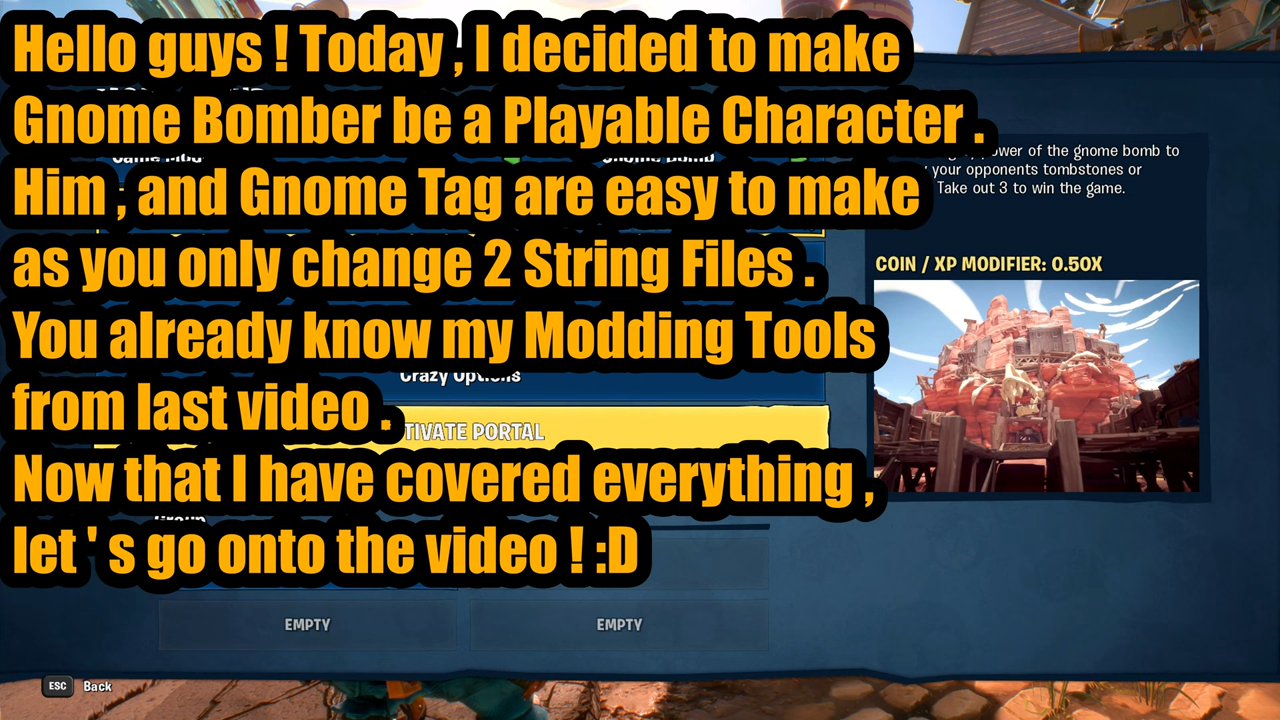 Hello guys ! Today , I decided to make
Gnome Bomber be a Playable Character .
Him , and Gnome Tag are easy to make
as you only change 2 String Files .
You already know my Modding Tools
from last video .
Now that I have covered everything ,
let ' s go onto the video ! :D
Gnome Bomb
power of the gnome bomb to
your opponents tombstones or
Take out 3 to win the game.
COIN / XP MODIFIER: 0.50X
Crazy Options
PORTAL
EMPTY
EMPTY
ESC Back